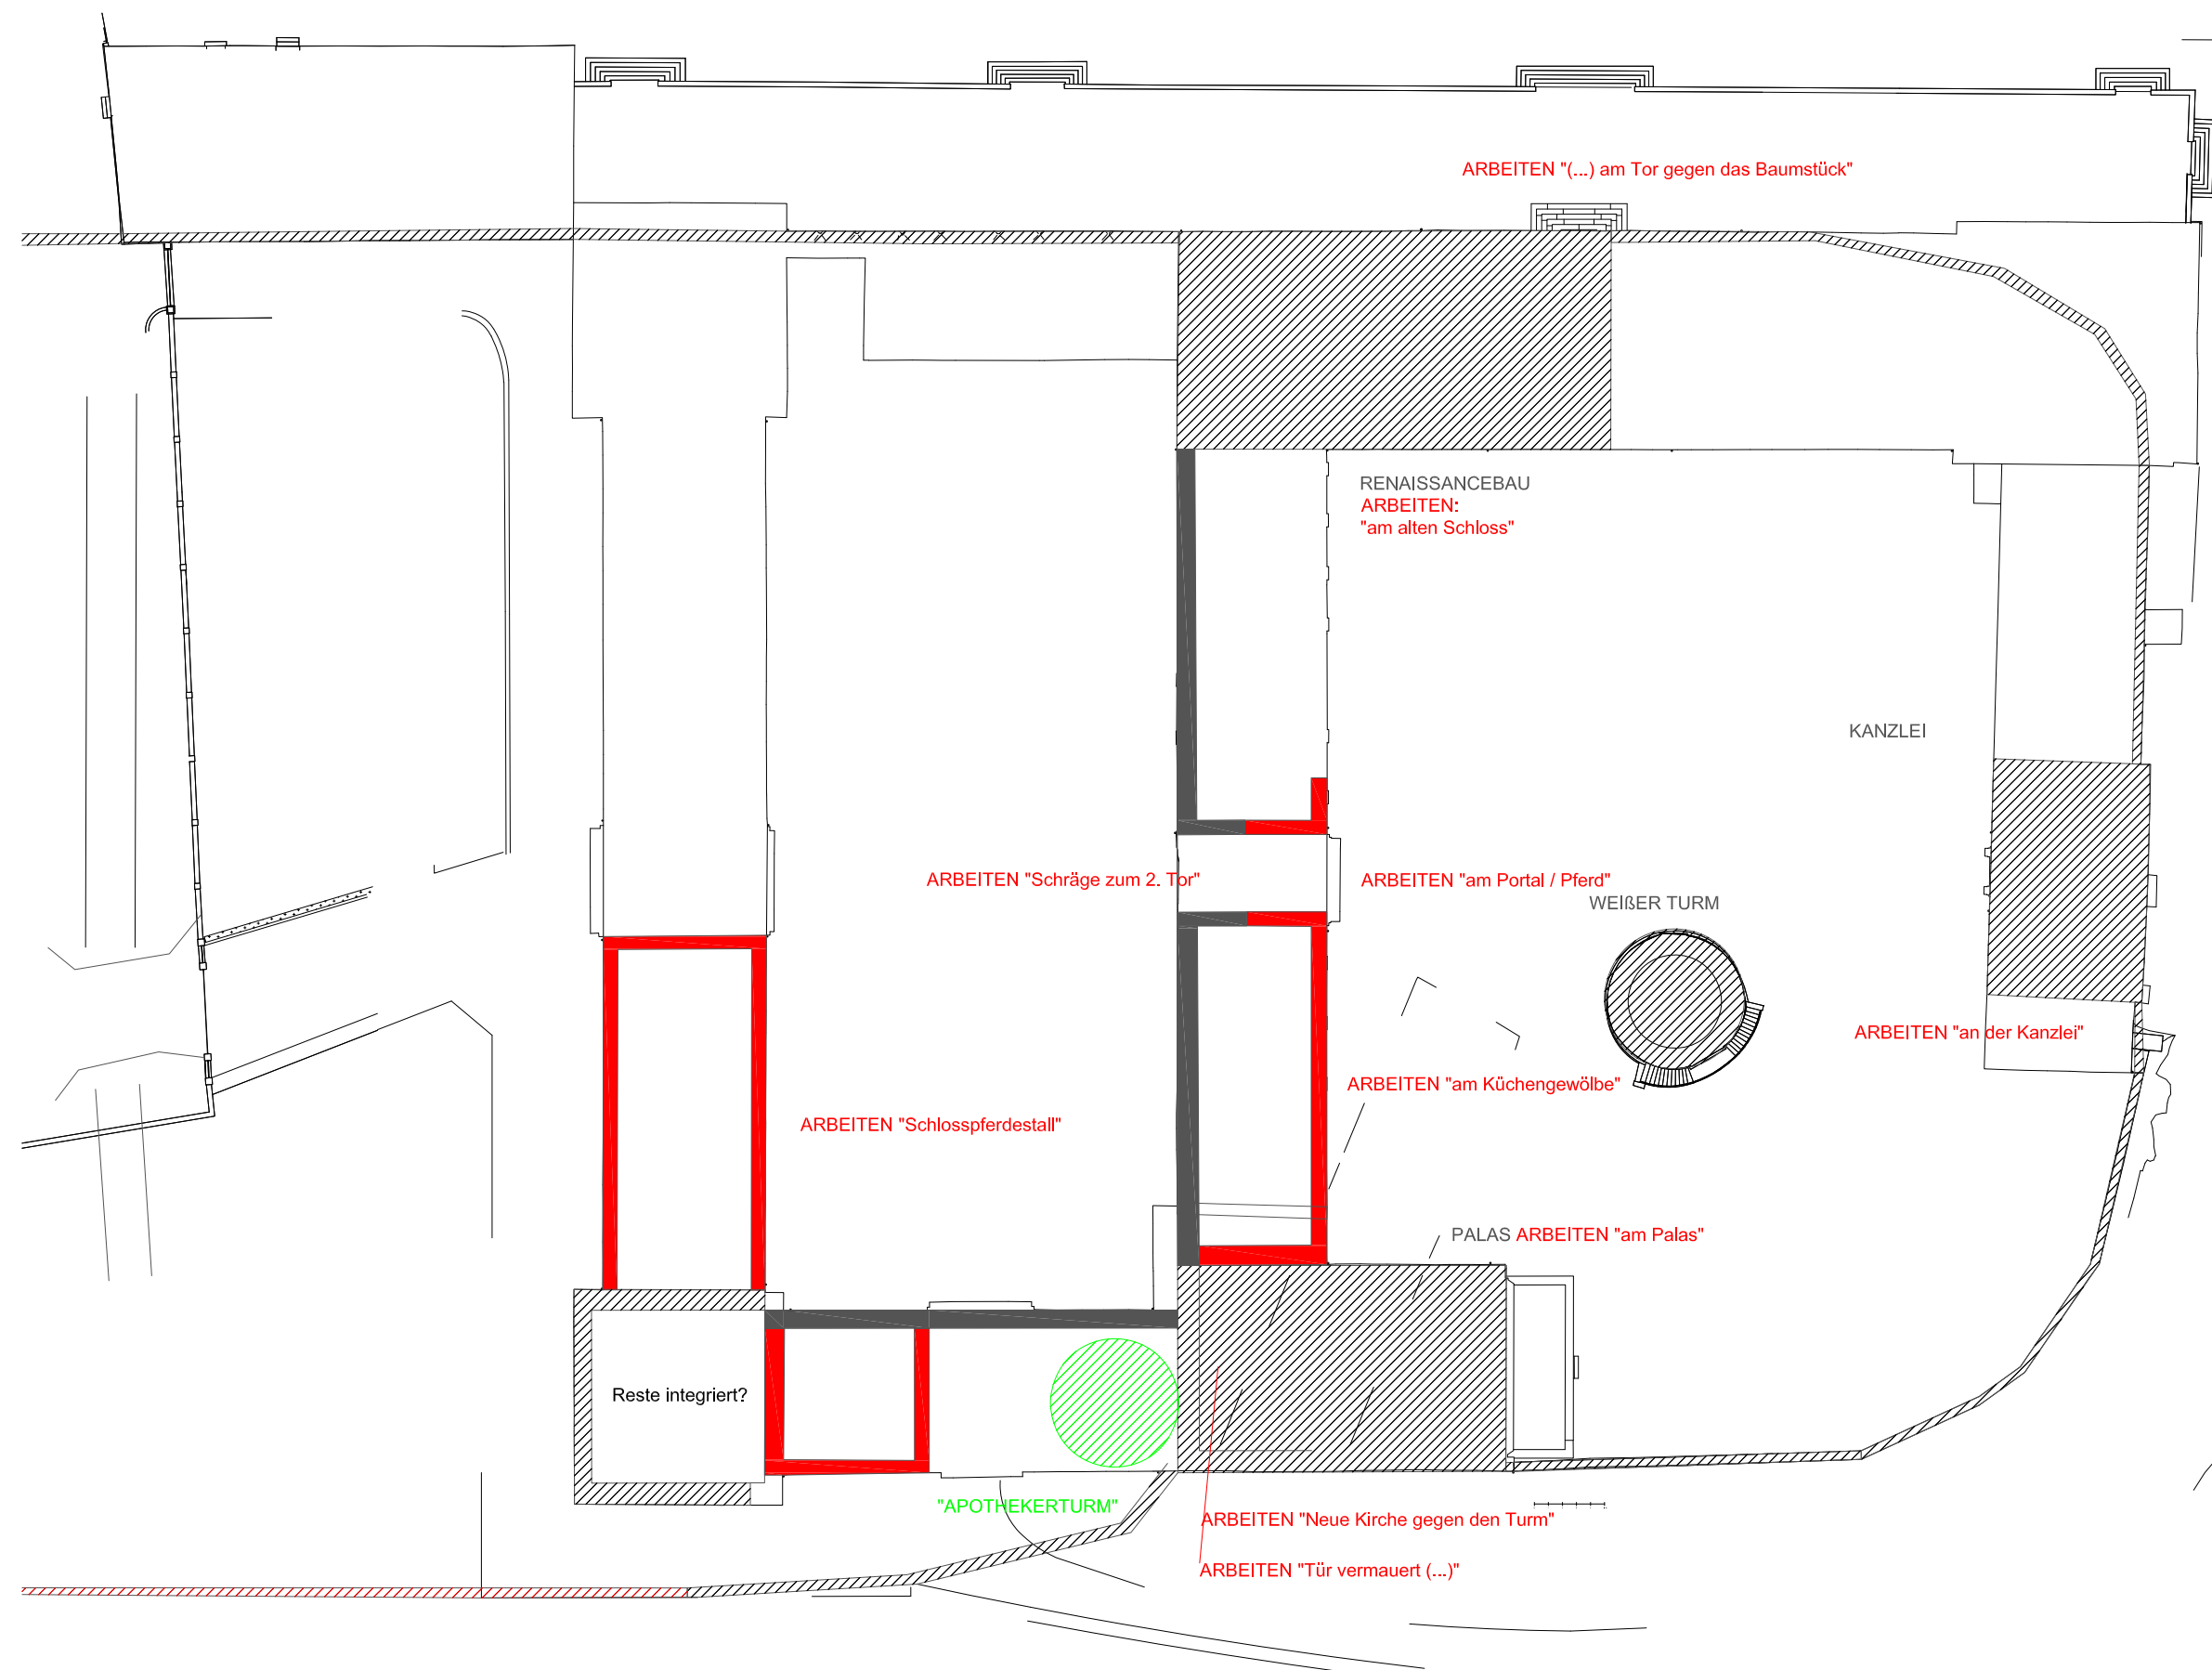 ARBEITEN "(...) am Tor gegen das Baumstück"
RENAISSANCEBAU
ARBEITEN:
"am alten Schloss"
KANZLEI
ARBEITEN "Schräge zum 2. Tor"
ARBEITEN "am Portal / Pferd"
WEIßER TURM
ARBEITEN "an der Kanzlei"
ARBEITEN "am Küchengewölbe"
ARBEITEN "Schlosspferdestall"
PALAS ARBEITEN "am Palas"
Reste integriert?
"APOTHEKERTURM"
ARBEITEN "Neue Kirche gegen den Turm"
ARBEITEN "Tür vermauert (...)"